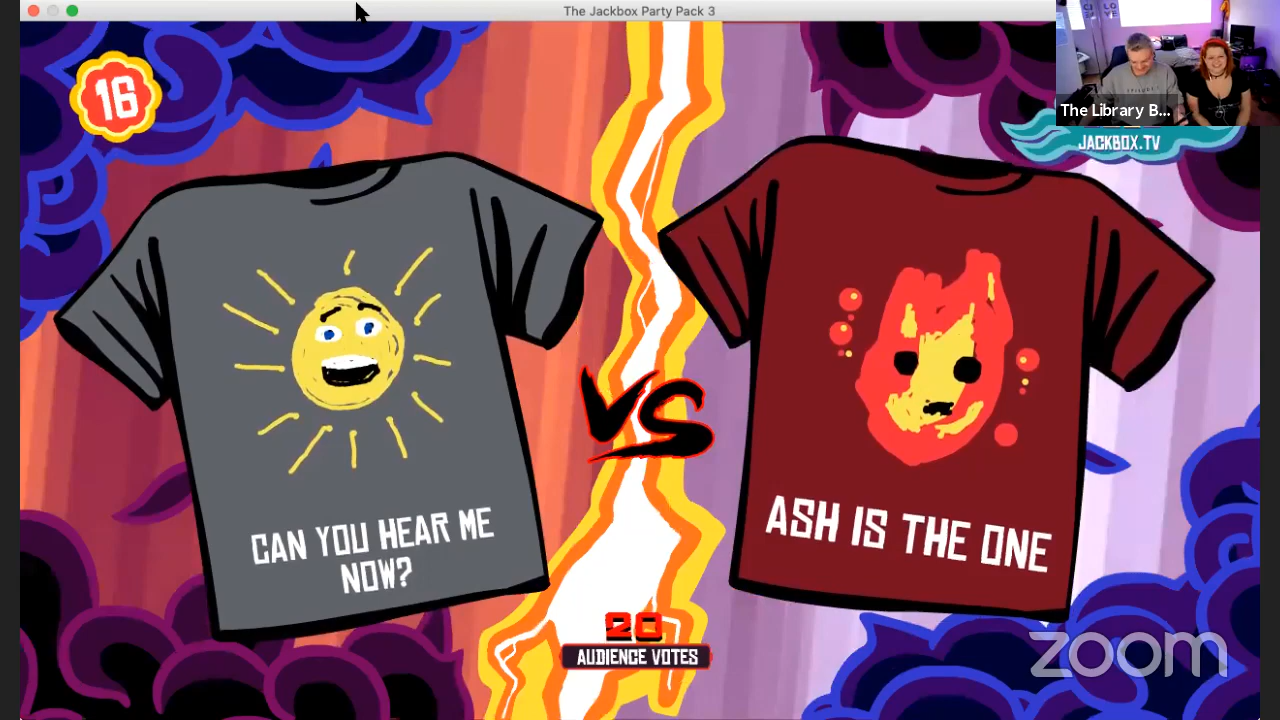 The Jackbox Party Pack 3
16
The Library B...
JACKBOX.TV
VS
CAN YOU HEAR ME
NOW?
ASH IS THE ONE
20
AUDIENCE VOTES
zoom